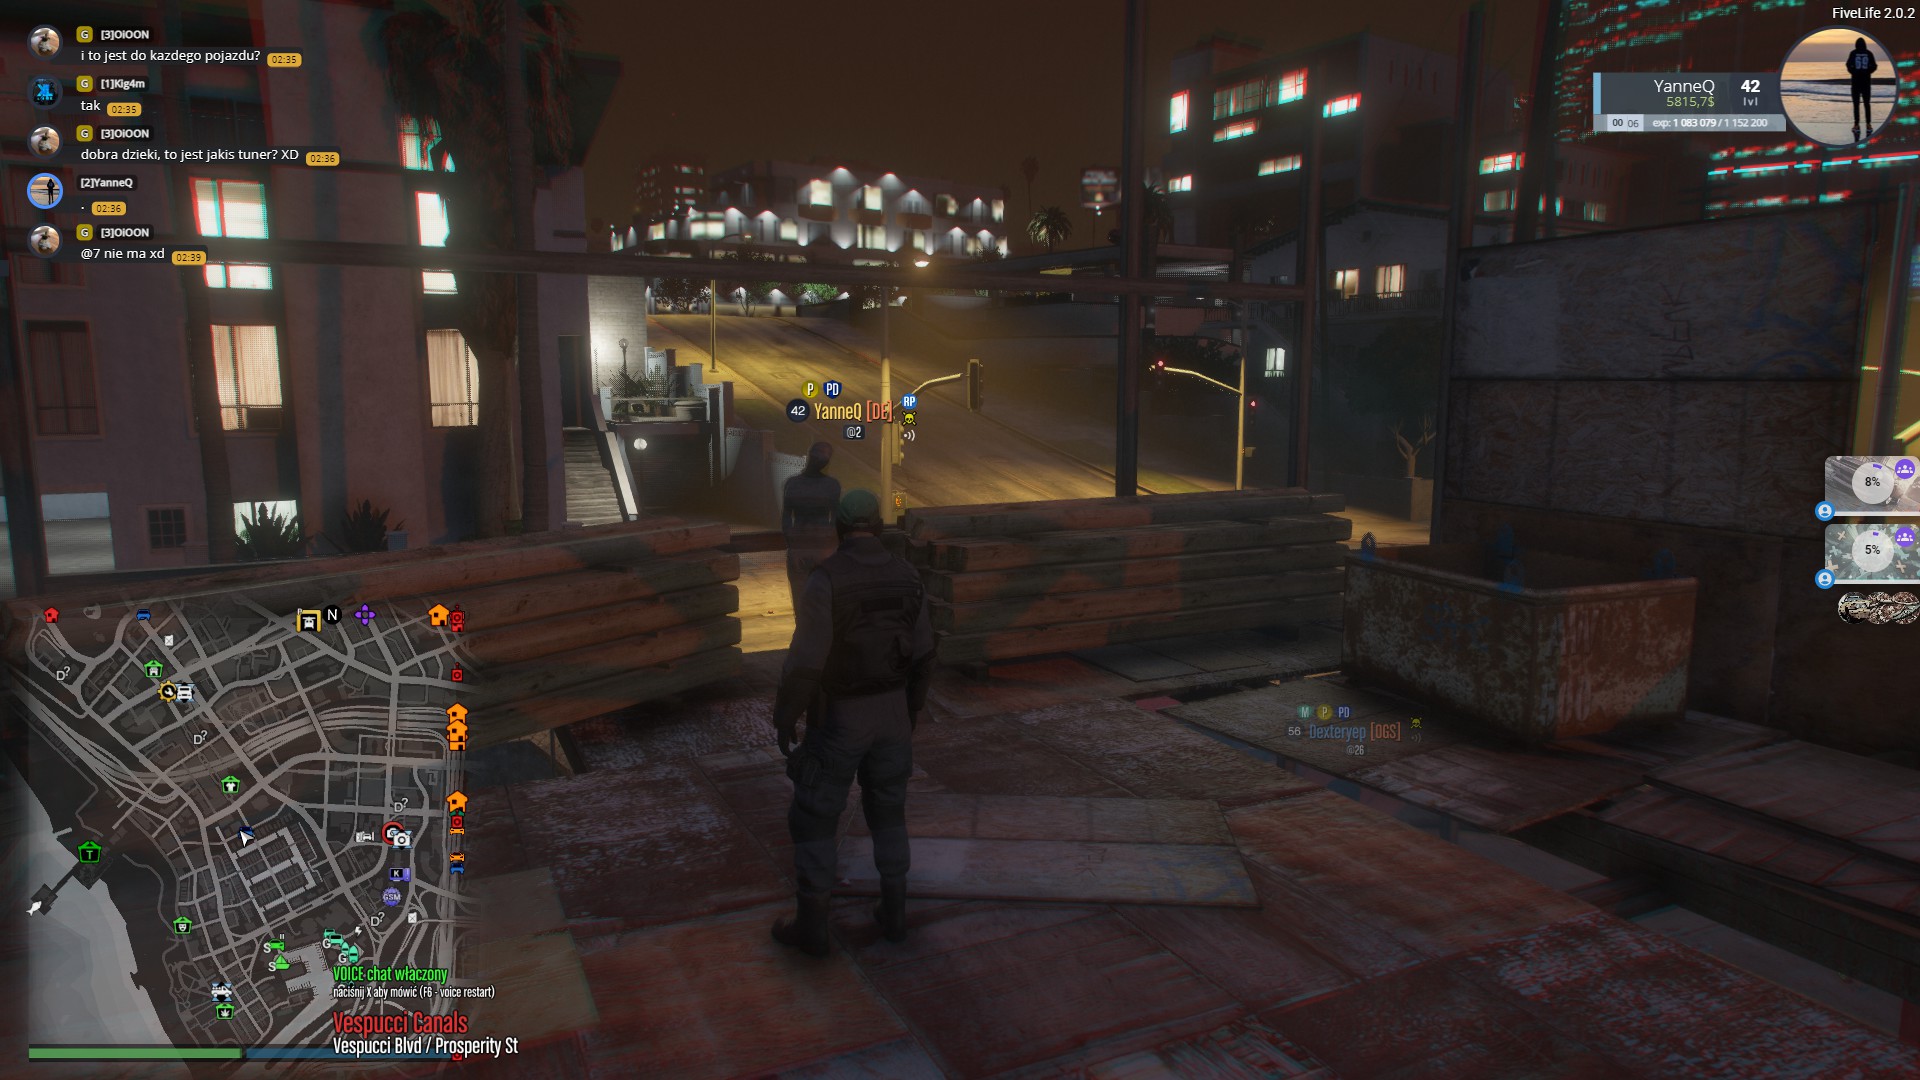 FiveLife 2.0.2
G [3]OIOON
i to jest do kazdego pojazdu? 02:35
G [1]Kig4m
tak 02:35
G [3]OIOON
dobra dzieki, to jest jakis tuner? XD 02:36
[2]YanneQ
. 02:36
G [3]OIOON
@7 nie ma xd 02:39
YanneQ 42
5815,7$ lvl
00 06 exp: 1 083 079 / 1 152 200
P PD
42 YanneQ [DE] RP
@2
8%
5%
M P PD
56 Dexteryep [OGS]
@26
N
D?
D?
T
D?
K
GSM
D?
S
G
S
G
VOICE chat włączony
naciśnij X aby mówić (F6 - voice restart)
Vespucci Canals
Vespucci Blvd / Prosperity St